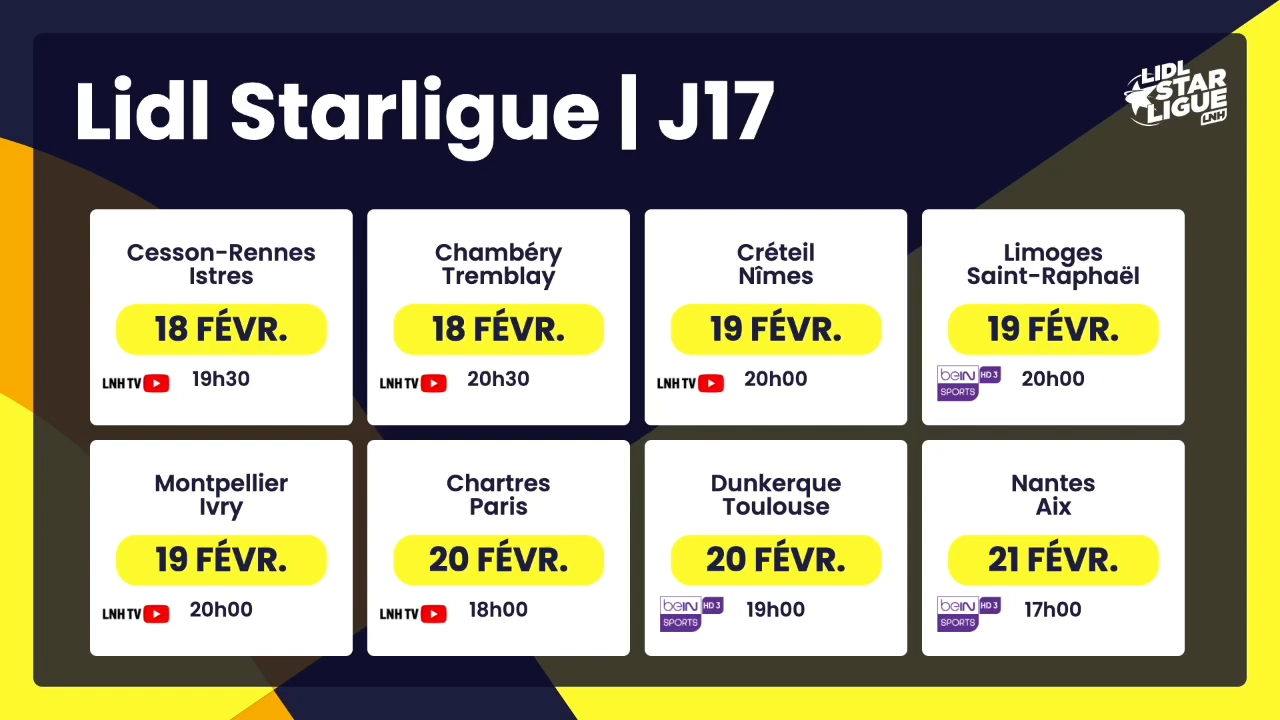 Lidl Starligue | J17
LIDL
STAR
LIGUE
LNH
Cesson-Rennes
Istres
18 FÉVR.
LNH TV
19h30
Chambéry
Tremblay
18 FÉVR.
LNH TV
20h30
Créteil
Nîmes
19 FÉVR.
LNH TV
20h00
Limoges
Saint-Raphaël
19 FÉVR.
beIN HD 3
SPORTS
20h00
Montpellier
Ivry
19 FÉVR.
LNH TV
20h00
Chartres
Paris
20 FÉVR.
LNH TV
18h00
Dunkerque
Toulouse
20 FÉVR.
beIN HD 3
SPORTS
19h00
Nantes
Aix
21 FÉVR.
beIN HD 3
SPORTS
17h00